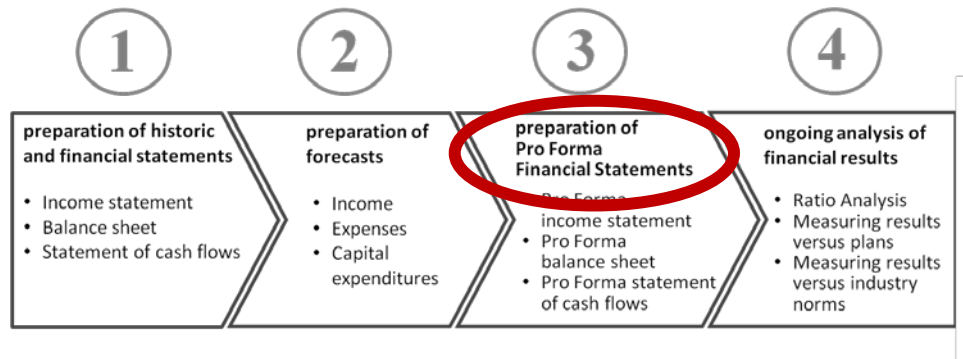 1
2
3
4
preparation of historic
and financial statements
• Income statement
• Balance sheet
• Statement of cash flows
preparation of
forecasts
• Income
• Expenses
• Capital
expenditures
preparation of
Pro Forma
Financial Statements
• Pro Forma
income statement
• Pro Forma
balance sheet
• Pro Forma statement
of cash flows
ongoing analysis of
financial results
• Ratio Analysis
• Measuring results
versus plans
• Measuring results
versus industry
norms